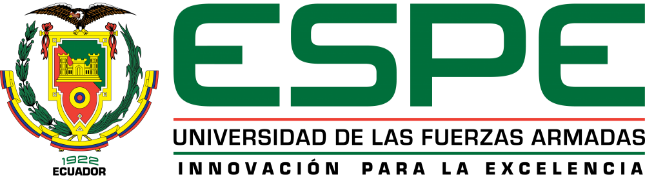 ESPE
UNIVERSIDAD DE LAS FUERZAS ARMADAS
INNOVACIÓN PARA LA EXCELENCIA
1922
ECUADOR